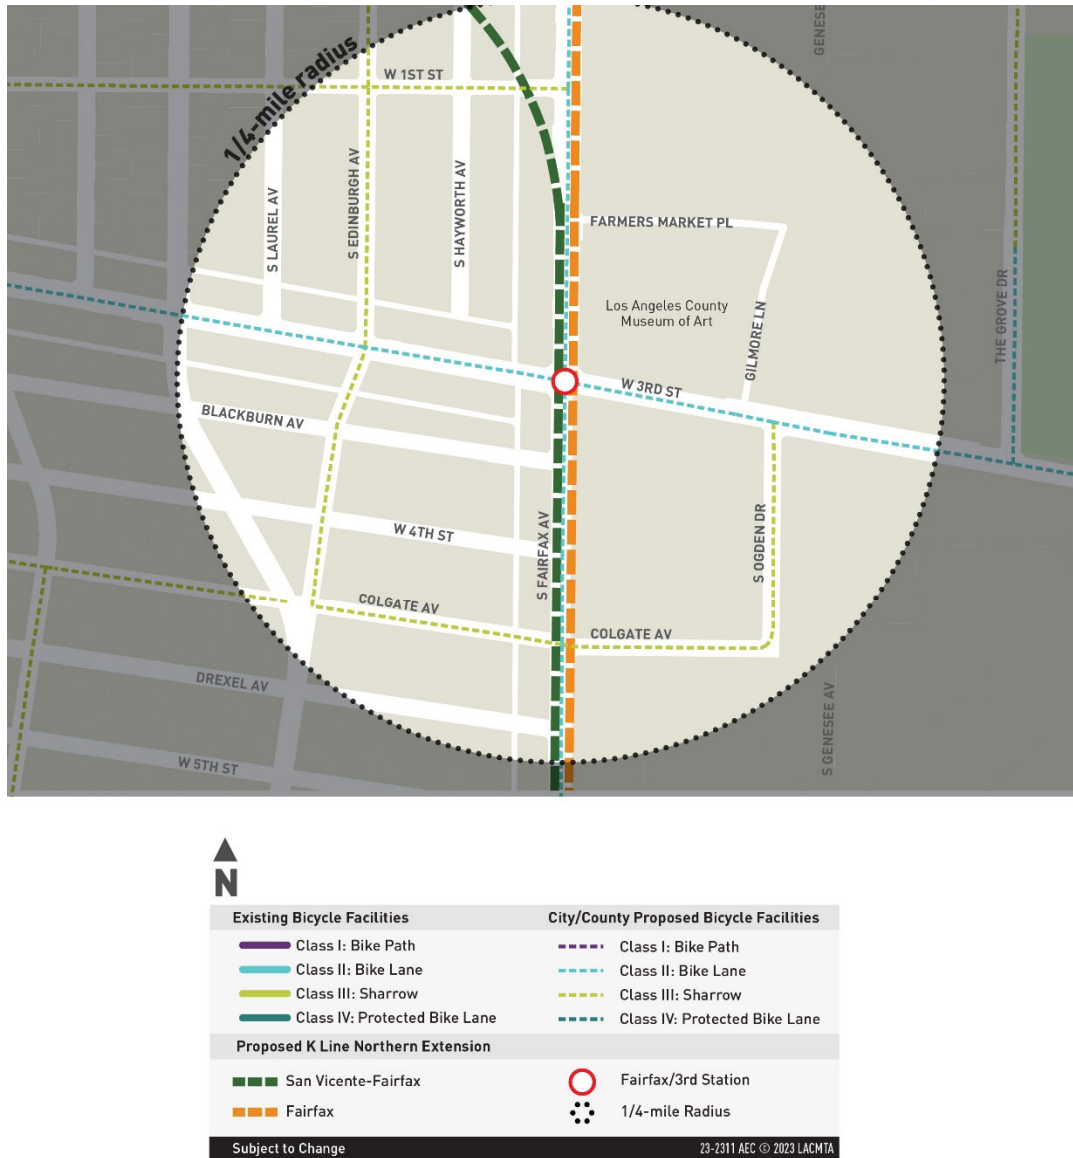 GENESE
1/4-mile radius
W 1ST ST
S LAUREL AV
S EDINBURGH AV
S HAYWORTH AV
FARMERS MARKET PL
Los Angeles County
Museum of Art
GILMORE LN
THE GROVE DR
W 3RD ST
BLACKBURN AV
W 4TH ST
S FAIRFAX AV
S OGDEN DR
COLGATE AV
COLGATE AV
DREXEL AV
S GENESEE AV
W 5TH ST
N
Existing Bicycle Facilities
City/County Proposed Bicycle Facilities
Class I: Bike Path
Class I: Bike Path
Class II: Bike Lane
Class II: Bike Lane
Class III: Sharrow
Class III: Sharrow
Class IV: Protected Bike Lane
Class IV: Protected Bike Lane
Proposed K Line Northern Extension
San Vicente-Fairfax
Fairfax/3rd Station
Fairfax
1/4-mile Radius
Subject to Change
23-2311 AEC © 2023 LACMTA